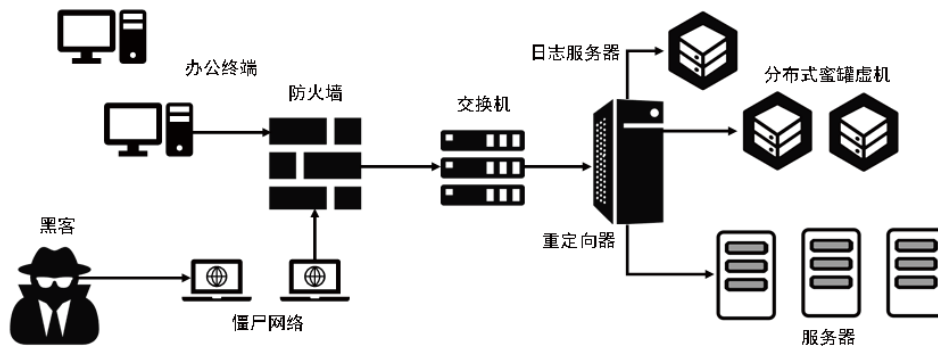 日志服务器
办公终端
分布式蜜罐虚机
防火墙
交换机
黑客
重定向器
僵尸网络
服务器